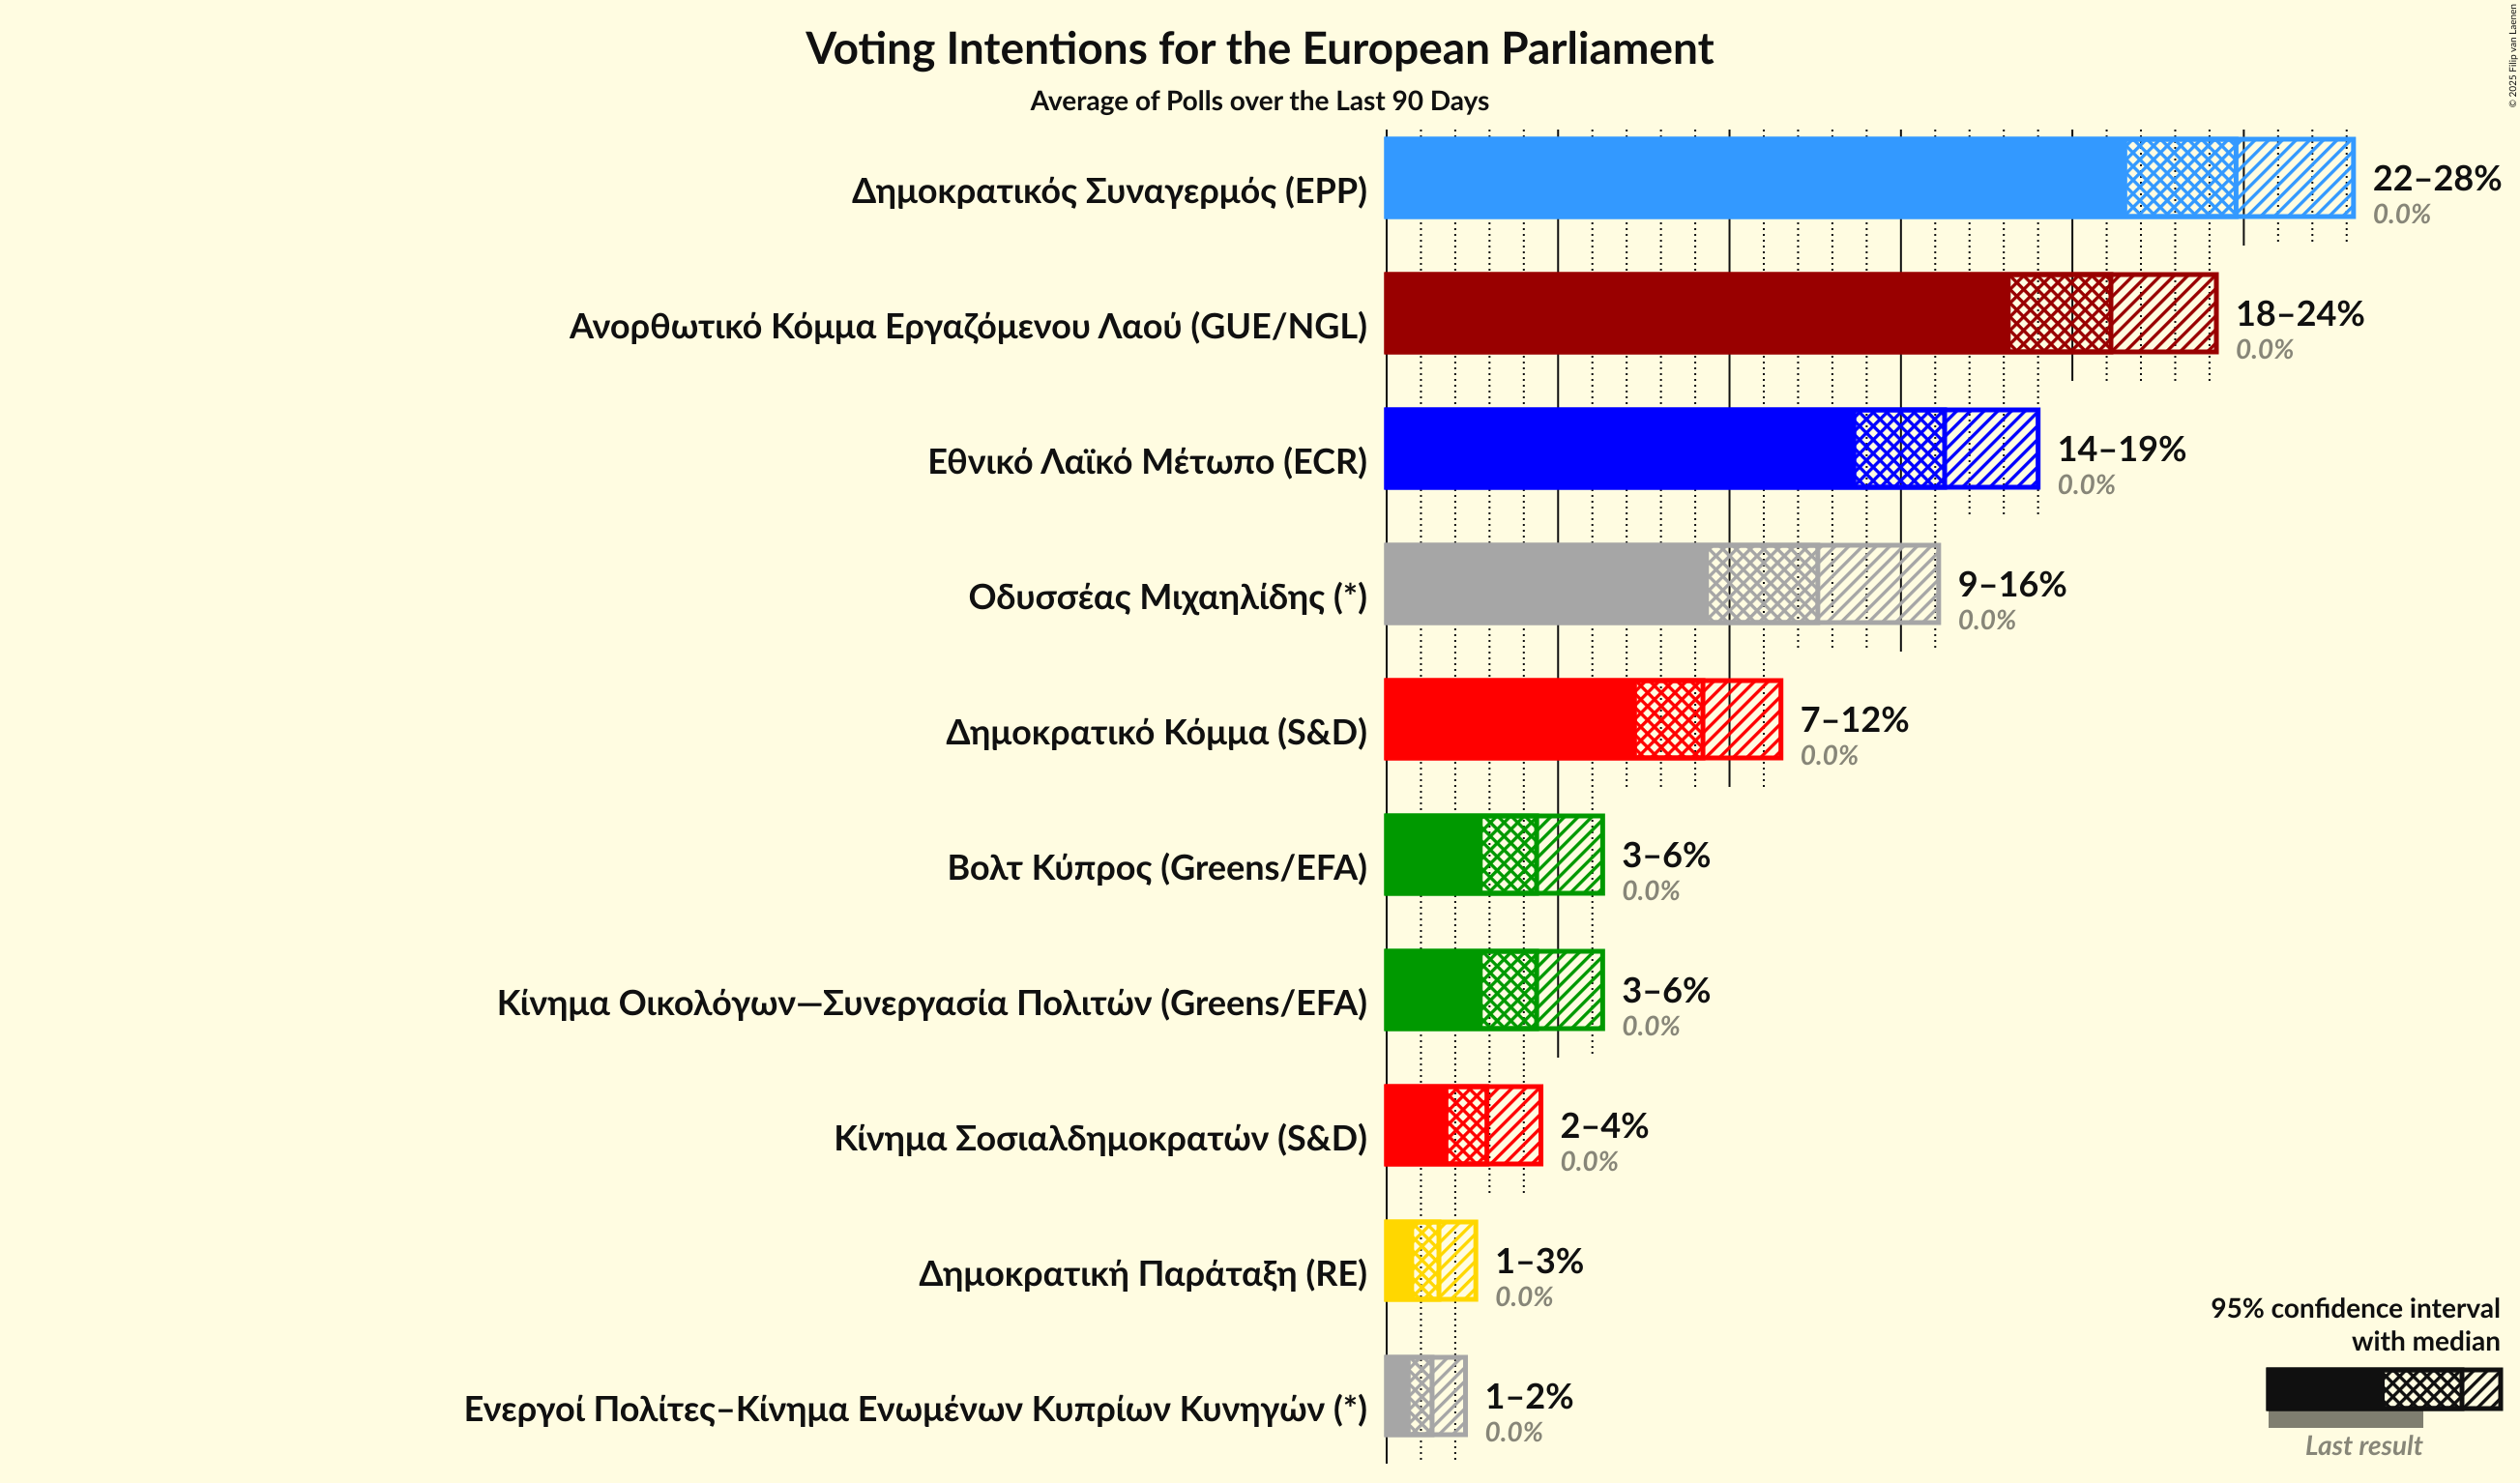 Voting Intentions for the European Parliament
Average of Polls over the Last 90 Days
© 2025 Filip van Laenen
Δημοκρατικός Συναγερμός (EPP)
22–28%
0.0%
Ανορθωτικό Κόμμα Εργαζόμενου Λαού (GUE/NGL)
18–24%
0.0%
Εθνικό Λαϊκό Μέτωπο (ECR)
14–19%
0.0%
Οδυσσέας Μιχαηλίδης (*)
9–16%
0.0%
Δημοκρατικό Κόμμα (S&D)
7–12%
0.0%
Βολτ Κύπρος (Greens/EFA)
3–6%
0.0%
Κίνημα Οικολόγων—Συνεργασία Πολιτών (Greens/EFA)
3–6%
0.0%
Κίνημα Σοσιαλδημοκρατών (S&D)
2–4%
0.0%
Δημοκρατική Παράταξη (RE)
1–3%
0.0%
Ενεργοί Πολίτες–Κίνημα Ενωμένων Κυπρίων Κυνηγών (*)
1–2%
0.0%
95% confidence interval
with median
Last result